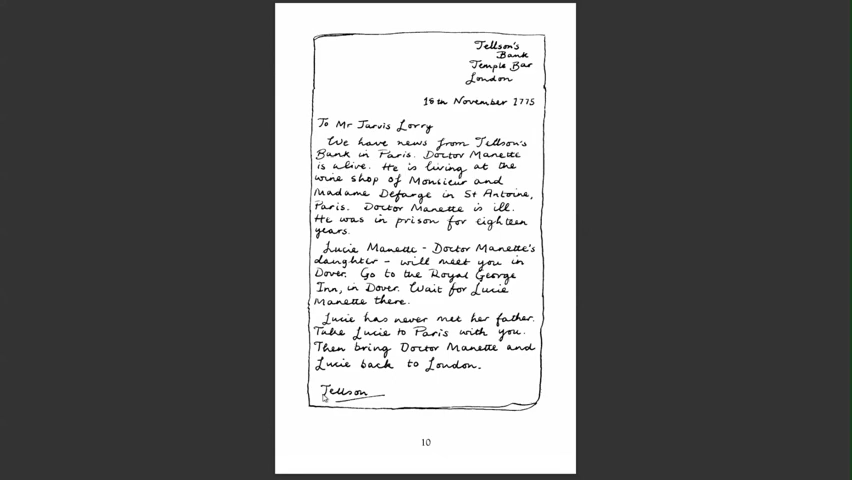 Tellson's
Bank
Temple Bar
London
18th November 1775
To Mr Jarvis Lorry
We have news from Tellson's
Bank in Paris. Doctor Manette
is alive. He is living at the
wine shop of Monsieur and
Madame Defarge in St Antoine,
Paris. Doctor Manette is ill.
He was in prison for eighteen
years.
Lucie Manette - Doctor Manette's
daughter - will meet you in
Dover. Go to the Royal George
Inn, in Dover. Wait for Lucie
Manette there.
Lucie has never met her father.
Take Lucie to Paris with you.
Then bring Doctor Manette and
Lucie back to London.
Tellson
10